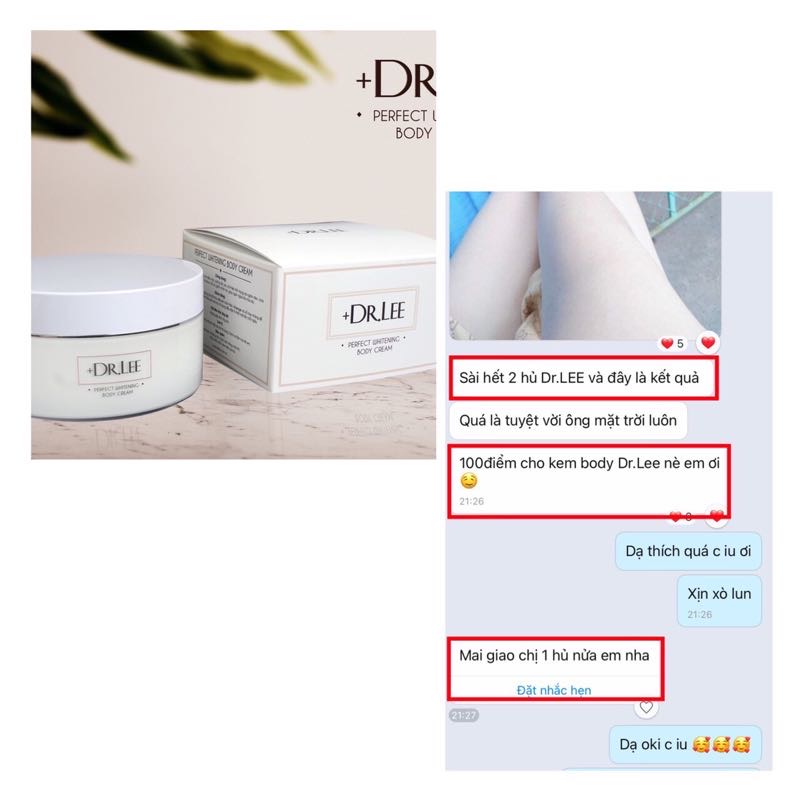 +DR.
PERFECT
BODY
+DR.LEE
PERFECT WHITENING BODY CREAM
+DR.LEE
• PERFECT WHITENING •
BODY CREAM
+DR.LEE
• PERFECT WHITENING •
BODY CREAM
5
Sài hết 2 hủ Dr.LEE và đây là kết quả
Quá là tuyệt vời ông mặt trời luôn
100điểm cho kem body Dr.Lee nè em ơi
🤤
21:26
Dạ thích quá c iu ơi
Xịn xò lun
21:26
Mai giao chị 1 hủ nửa em nha
Đặt nhắc hẹn
21:27
Dạ oki c iu 🥰🥰🥰